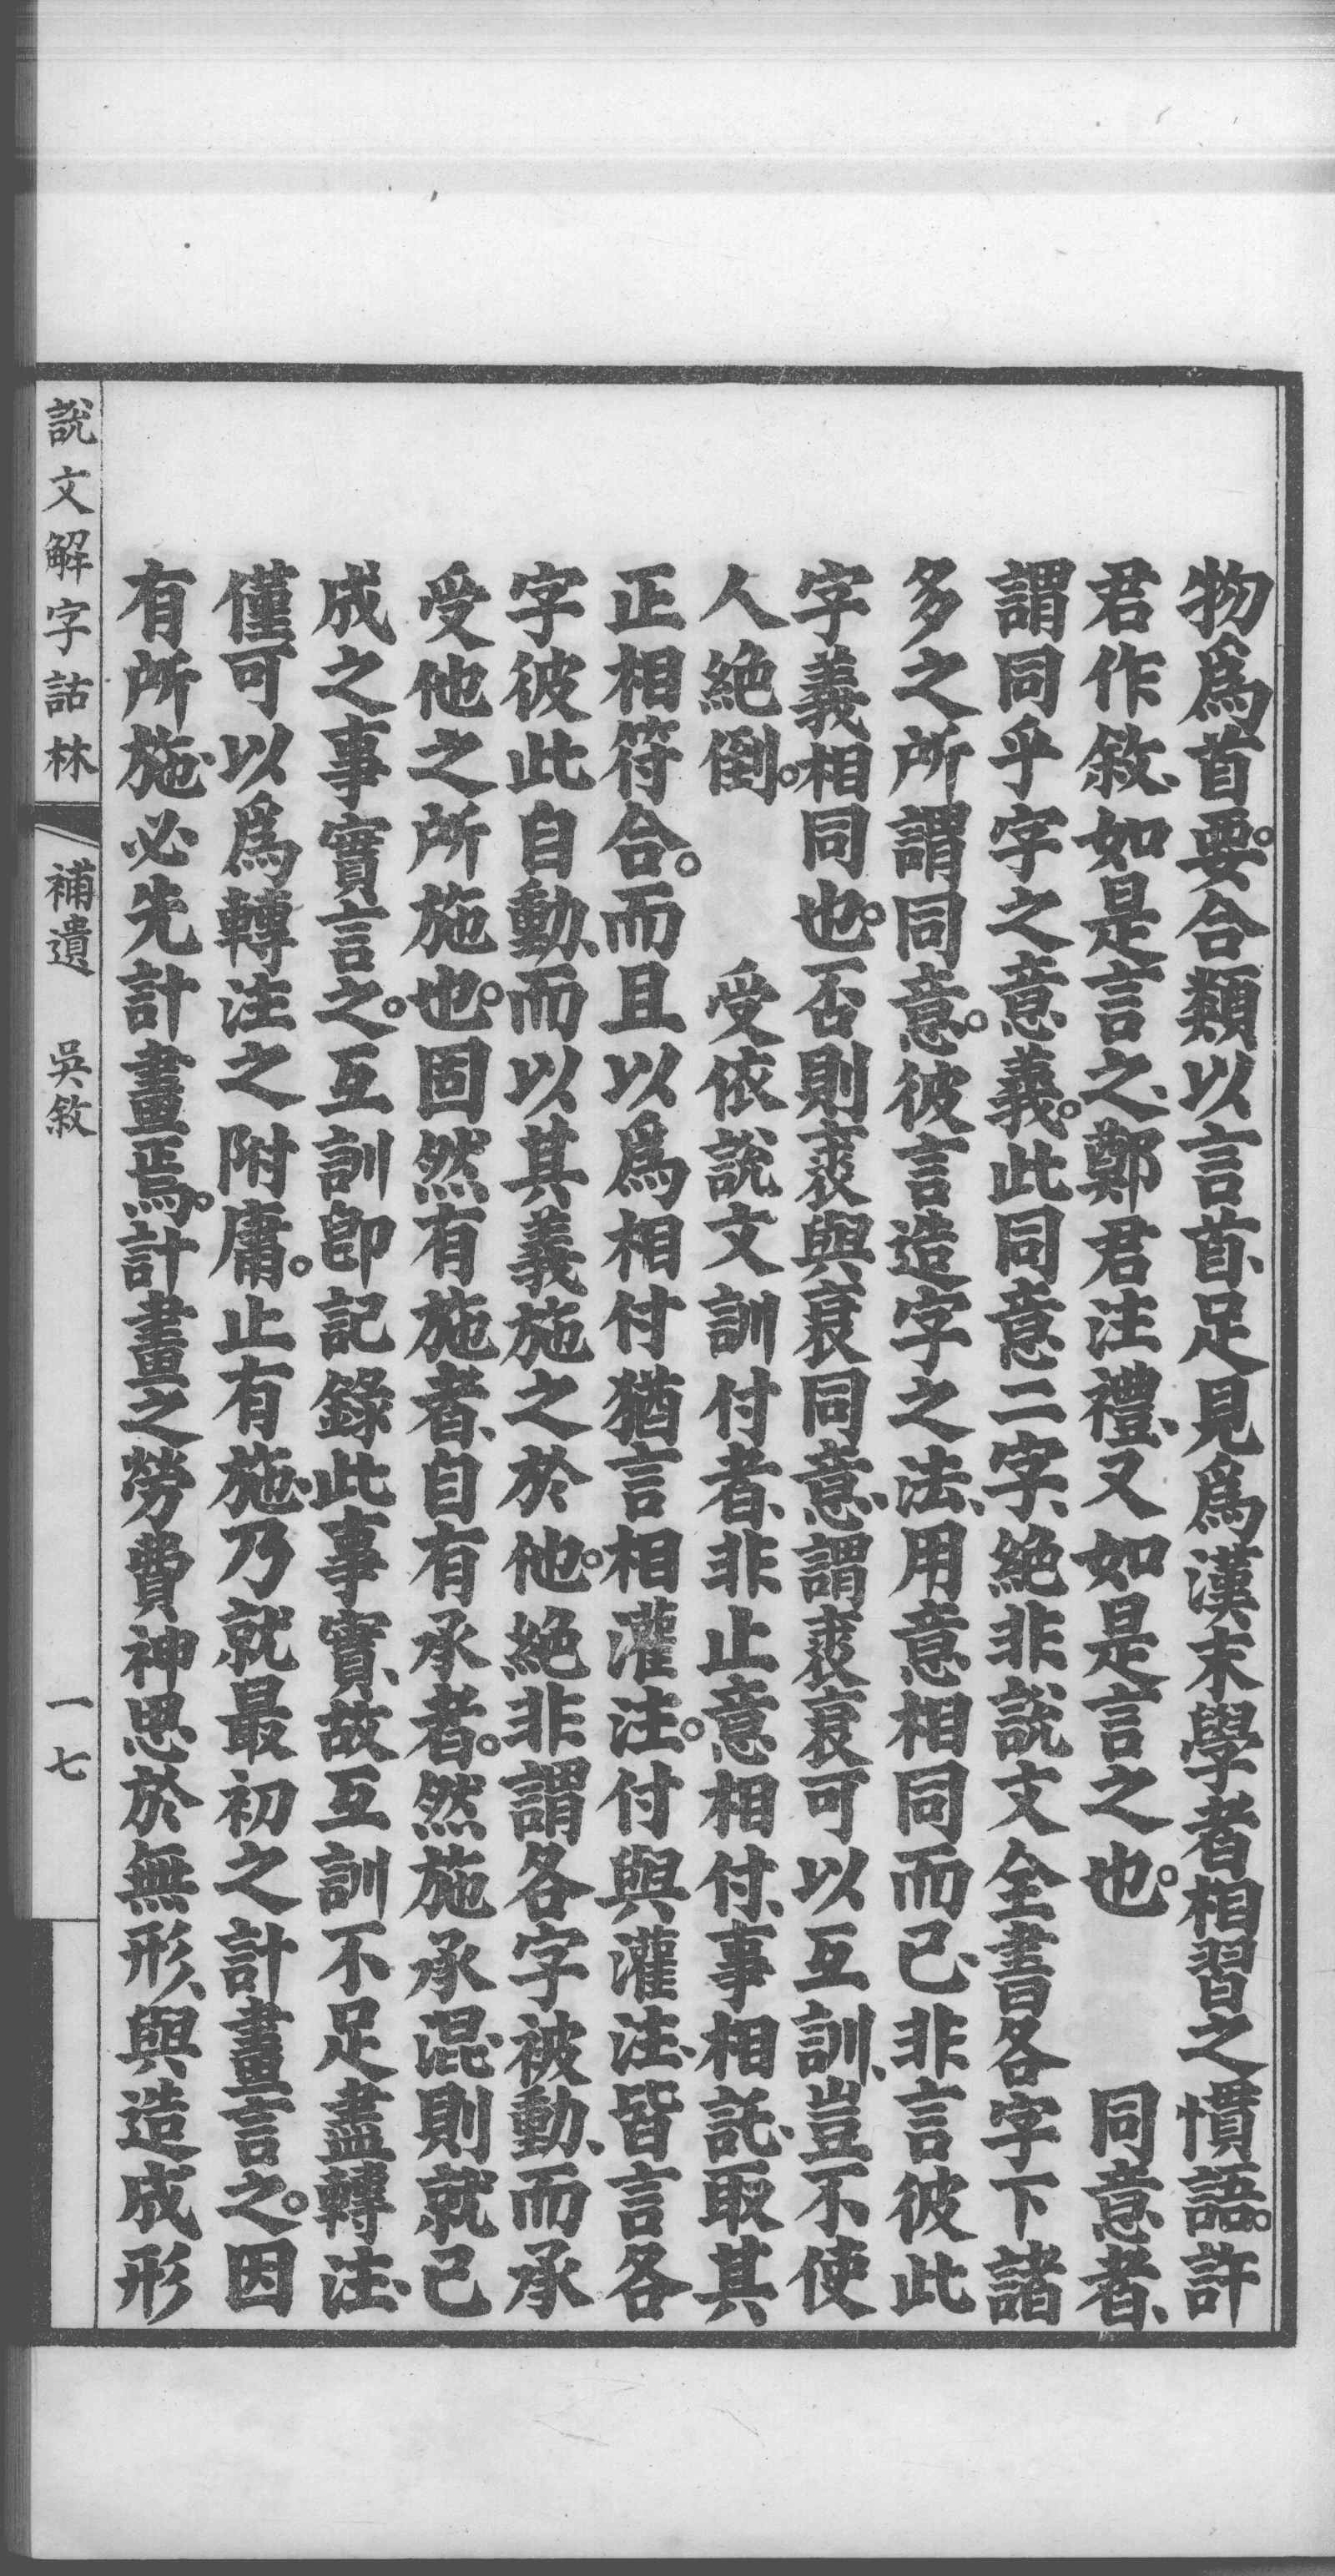 物爲首要。合類以言首、足見爲漢末學者相習之慣語。許
君作敘、如是言之、鄭君注禮、又如是言之也。　　同意者、
謂同乎字之意義。此同意二字、絕非說文全書各字下諸
多之所謂同意。彼言造字之法、用意相同而已、非言彼此
字義相同也。否則裘與衰同意、謂裘衰可以互訓、豈不使
人絕倒。　　受依說文訓付者、非止意相付、事相託、取其
正相符合。而且以爲相付猶言相灌注。付與灌注、皆言各
字彼此自動、而以其義施之於他。絕非謂各字被動、而承
受他之所施也。固然有施者、自有承者。然施承混、則就已
成之事實言之。互訓卽記錄此事實、故互訓不足盡轉注、
僅可以爲轉注之附庸。止有施、乃就最初之計畫言之。因
有所施、必先計畫焉。計畫之勞費神思於無形、與造成形
說文解字詁林
補遺　吳敘
一七